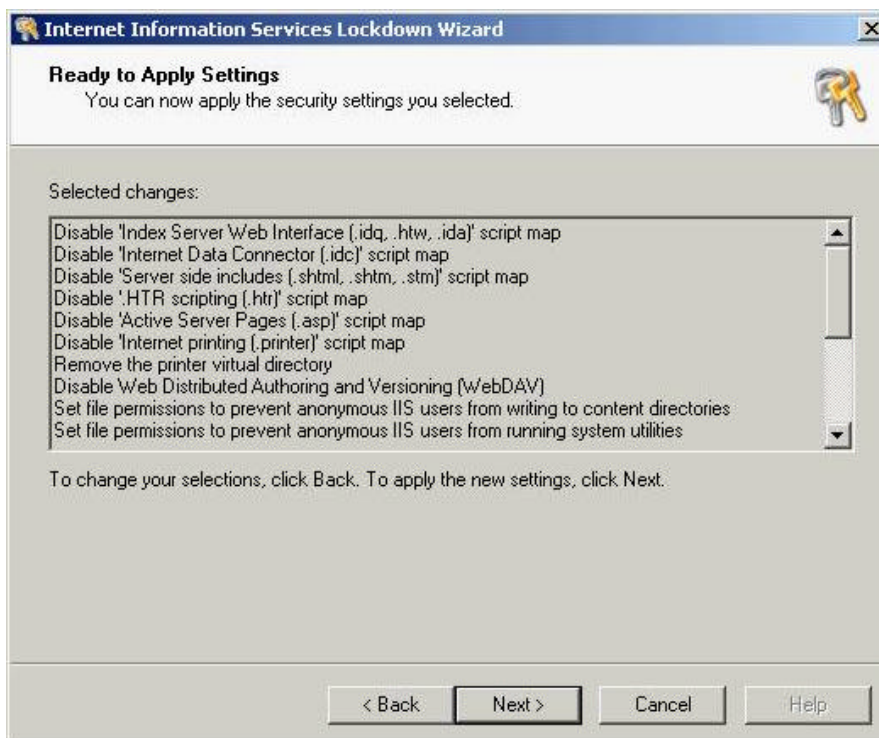 Internet Information Services Lockdown Wizard
Ready to Apply Settings
You can now apply the security settings you selected.
Selected changes:
Disable 'Index Server Web Interface (.idq, .htw, .ida)' script map
Disable 'Internet Data Connector (.idc)' script map
Disable 'Server side includes (.shtml, .shtm, .stm)' script map
Disable '.HTR scripting (.htr)' script map
Disable 'Active Server Pages (.asp)' script map
Disable 'Internet printing (.printer)' script map
Remove the printer virtual directory
Disable Web Distributed Authoring and Versioning (WebDAV)
Set file permissions to prevent anonymous IIS users from writing to content directories
Set file permissions to prevent anonymous IIS users from running system utilities
To change your selections, click Back. To apply the new settings, click Next.
< Back Next > Cancel Help